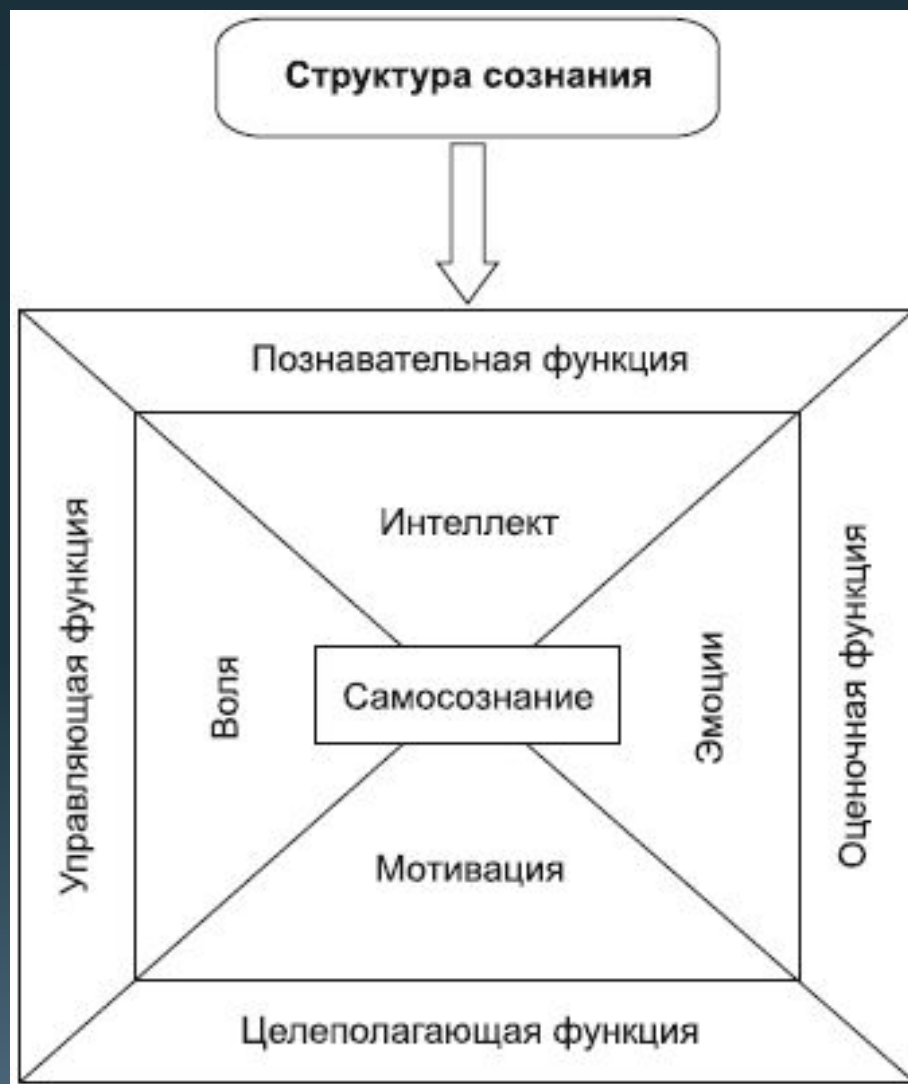 Структура сознания
Познавательная функция
Интеллект
Управляющая функция
Воля
Самосознание
Эмоции
Оценочная функция
Мотивация
Целеполагающая функция